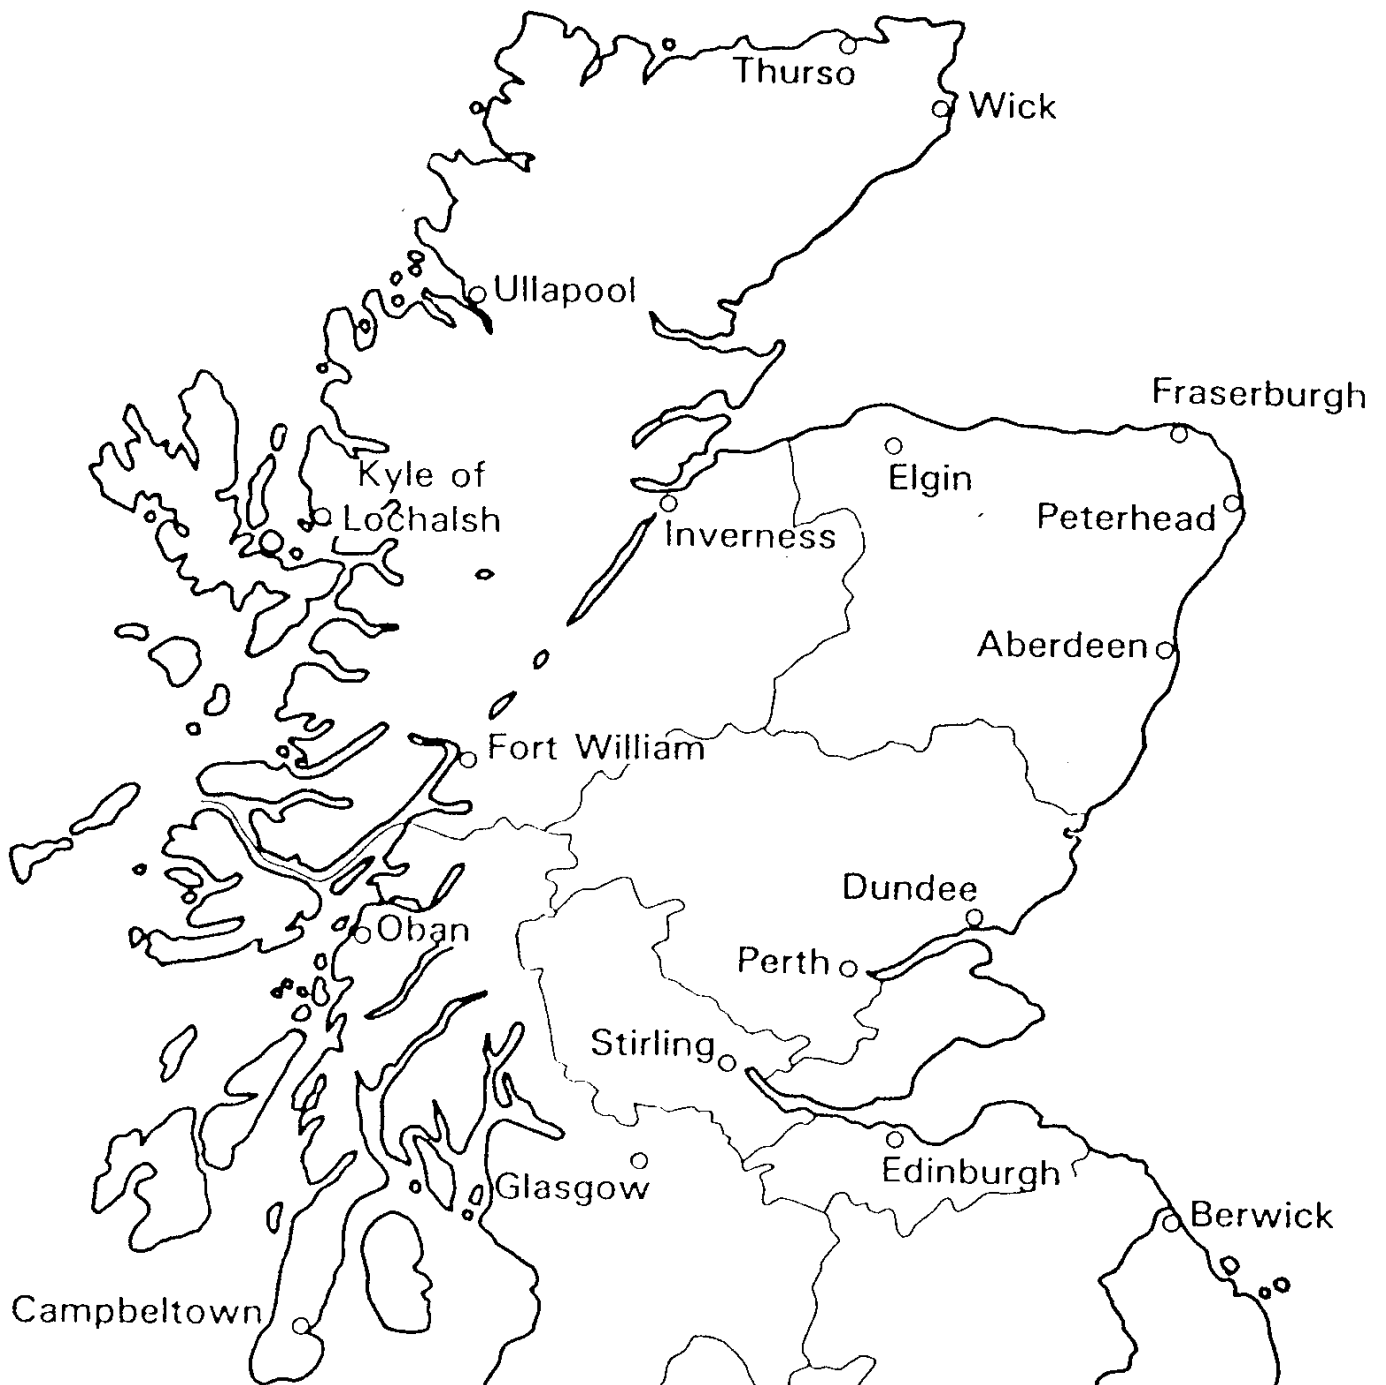 Thurso
Wick
Ullapool
Fraserburgh
Kyle of
Lochalsh
Elgin
Peterhead
Inverness
Aberdeen
Fort William
Dundee
Oban
Perth
Stirling
Edinburgh
Glasgow
Berwick
Campbeltown